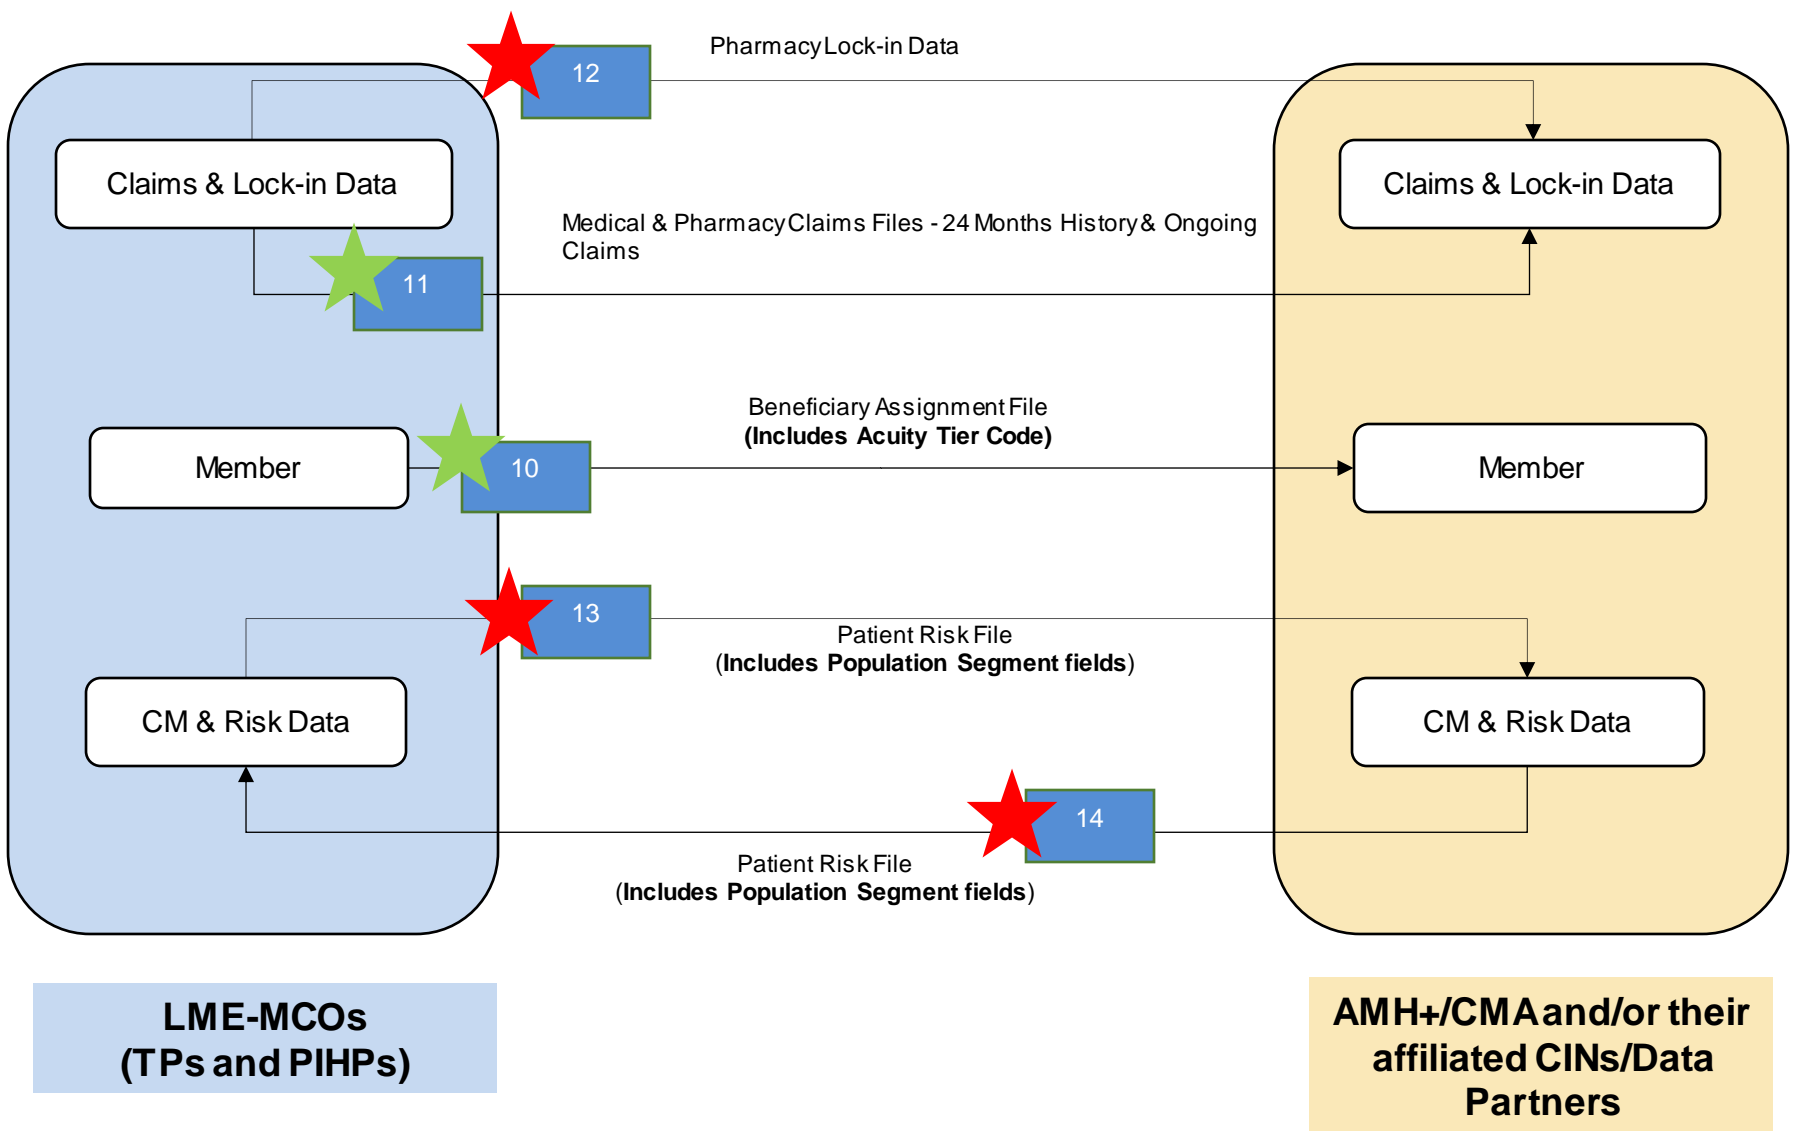 12
Pharmacy Lock-in Data
Claims & Lock-in Data
Claims & Lock-in Data
Medical & Pharmacy Claims Files - 24 Months History & Ongoing
Claims
11
Beneficiary Assignment File
(Includes Acuity Tier Code)
Member
10
Member
13
Patient Risk File
(Includes Population Segment fields)
CM & Risk Data
CM & Risk Data
14
Patient Risk File
(Includes Population Segment fields)
LME-MCOs
(TPs and PIHPs)
AMH+/CMA and/or their
affiliated CINs/Data
Partners